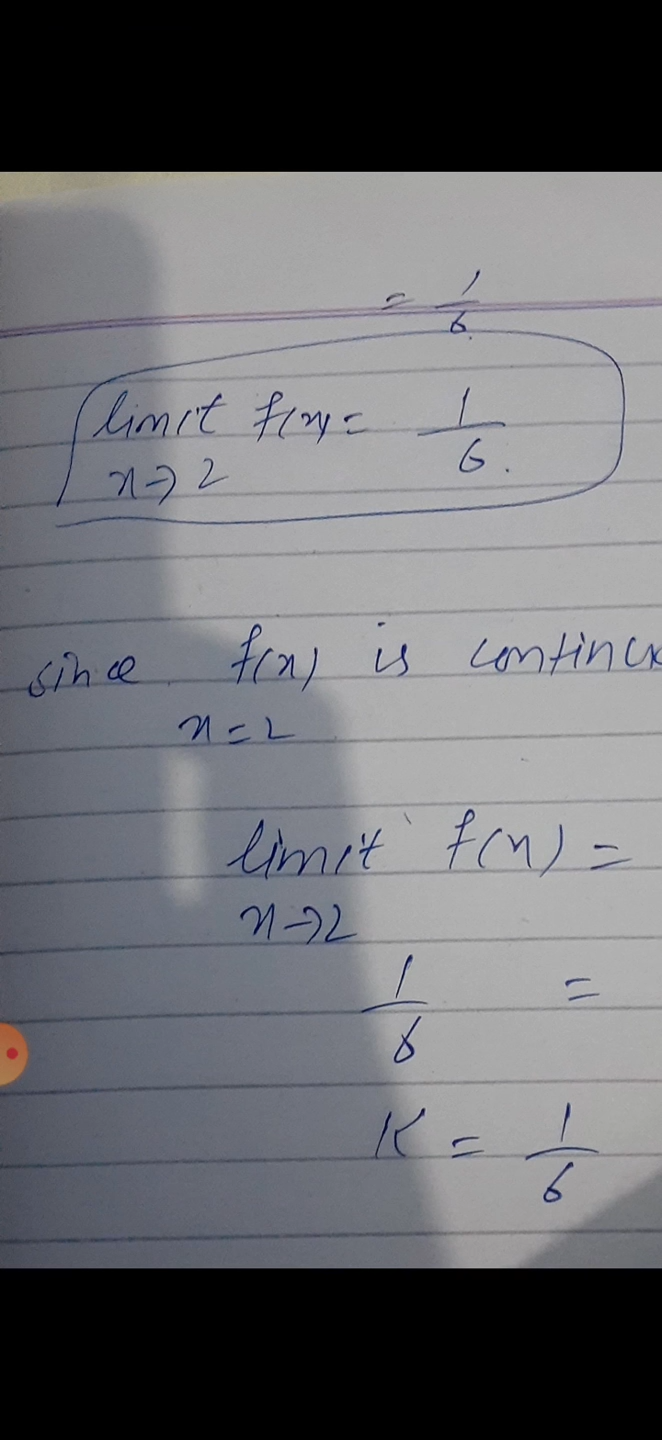 = 1/6
limit f(x) = 1/6.
x→2
since f(x) is continu
x=2
limit f(x) =
x→2
1/6 =
K = 1/6